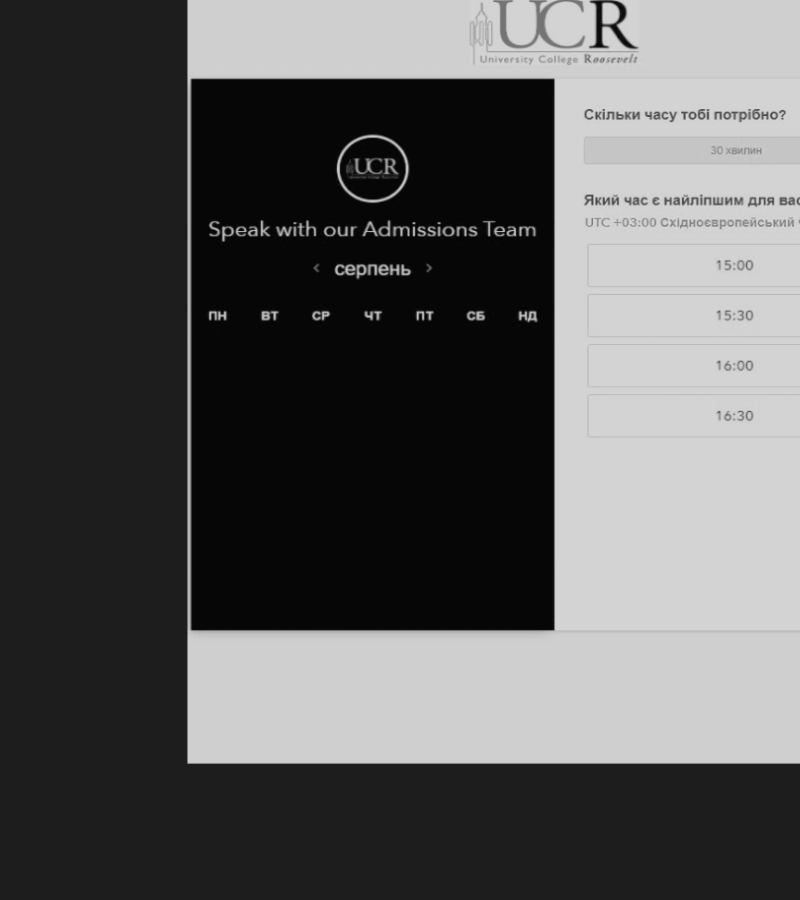 UCR
University College Roosevelt
UCR
Speak with our Admissions Team
серпень
ПН ВТ СР ЧТ ПТ СБ НД
Скільки часу тобі потрібно?
30 хвилин
Який час є найліпшим для вас
UTC +03:00 Східноєвропейський
15:00
15:30
16:00
16:30